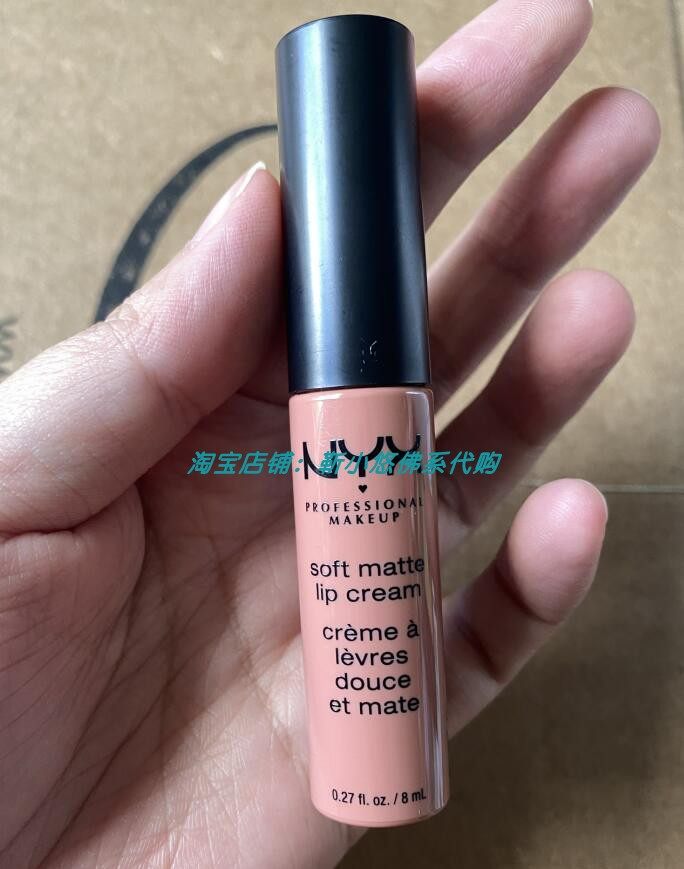 NYX
淘宝店铺：靳小悠佛系代购
PROFESSIONAL
MAKEUP
soft matte
lip cream
crème à
lèvres
douce
et mate
0.27 fl. oz. / 8 mL